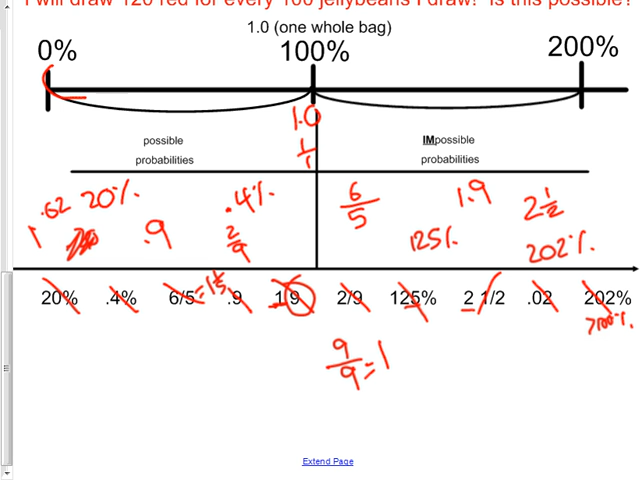 I will draw 120 red for every 100 jellybeans I draw! Is this possible?
1.0 (one whole bag)
0% 100% 200%
1.0
1/1
possible IMpossible
probabilities probabilities
.62 20% .4% 6/5 1.9 2 1/2
.9 2/9 125% 202%
20% .4% 6/5 = 1 1/5 .9 1.9 2/9 125% 2 1/2 .02 202%
>100%
9/9 = 1
Extend Page